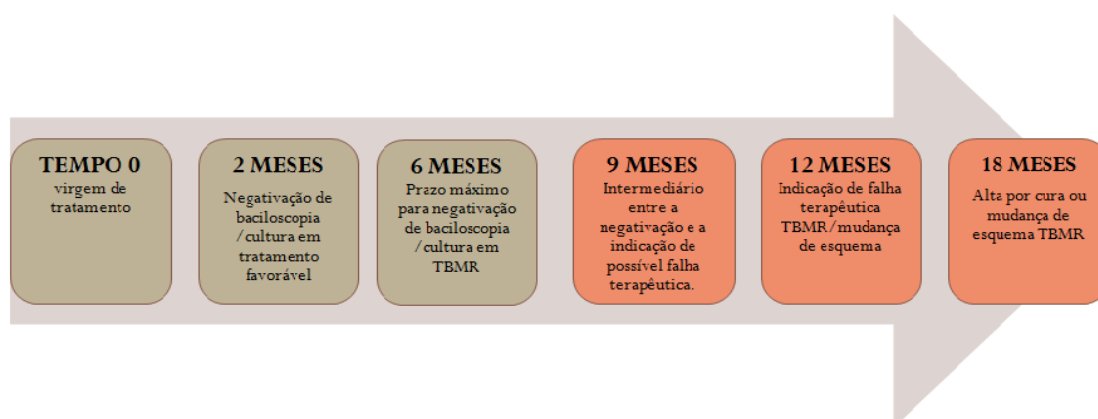 TEMPO 0
virgem de
tratamento
2 MESES
Negativação de
baciloscopia
/cultura em
tratamento
favorável
6 MESES
Prazo máximo
para negativação
de baciloscopia
/cultura em
TBMR
9 MESES
Intermediário
entre a
negativação e a
indicação de
possível falha
terapêutica.
12 MESES
Indicação de falha
terapêutica
TBMR/mudança
de esquema
18 MESES
Alta por cura ou
mudança de
esquema TBMR